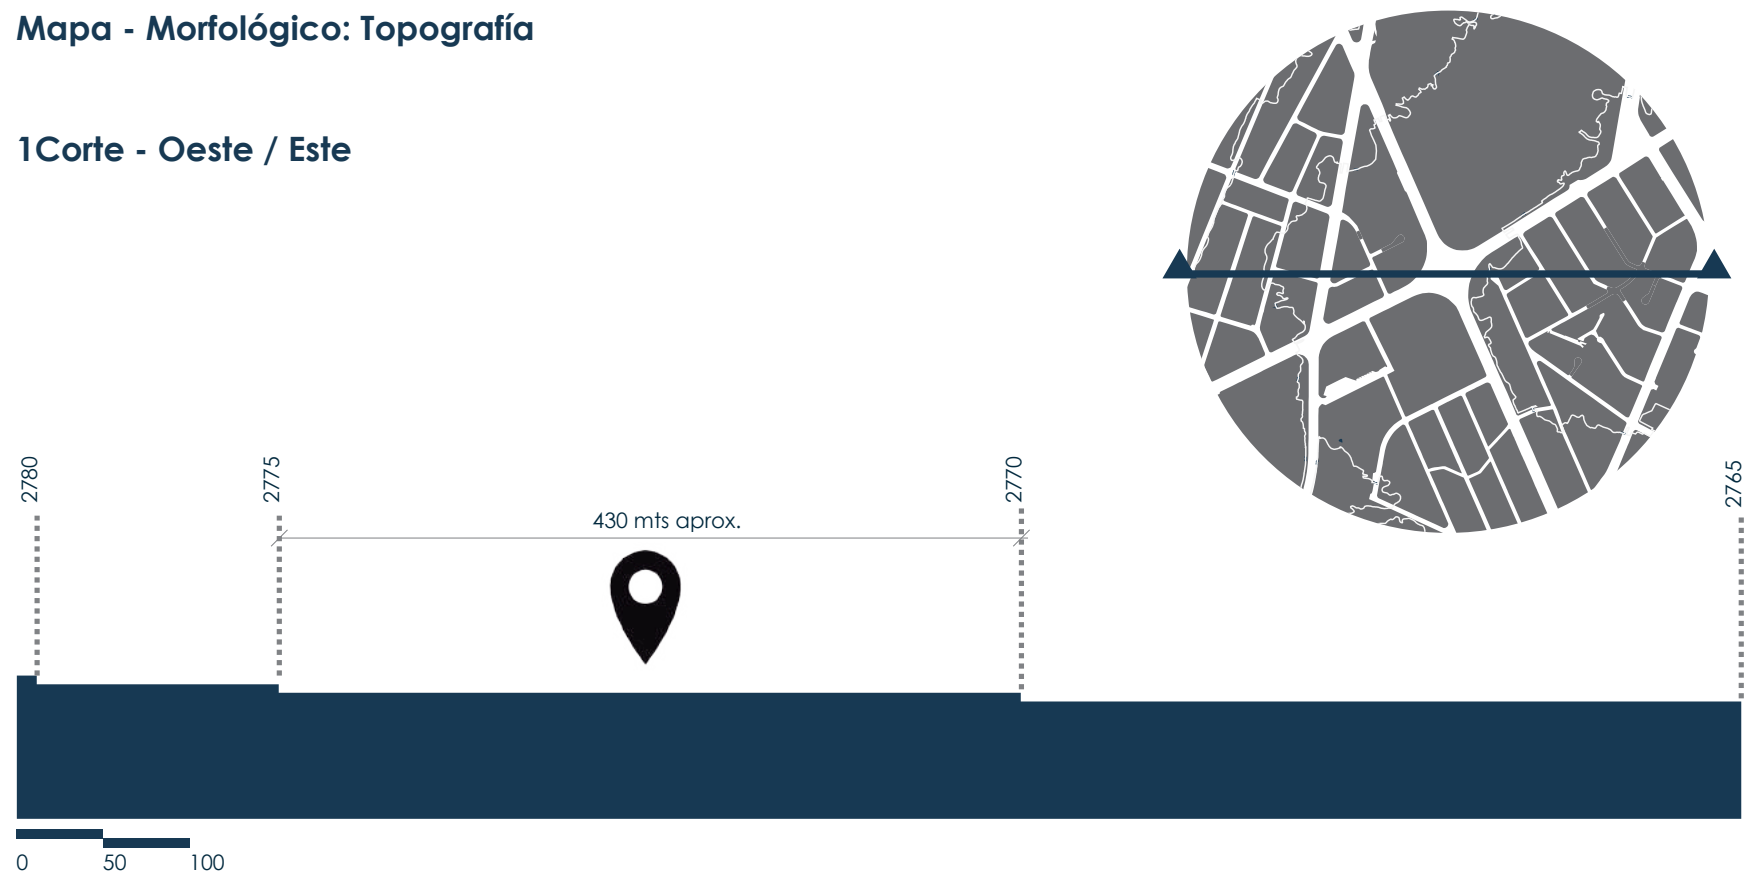 Mapa - Morfológico: Topografía
1Corte - Oeste / Este
2780
2775
2770
2765
430 mts aprox.
0 50 100